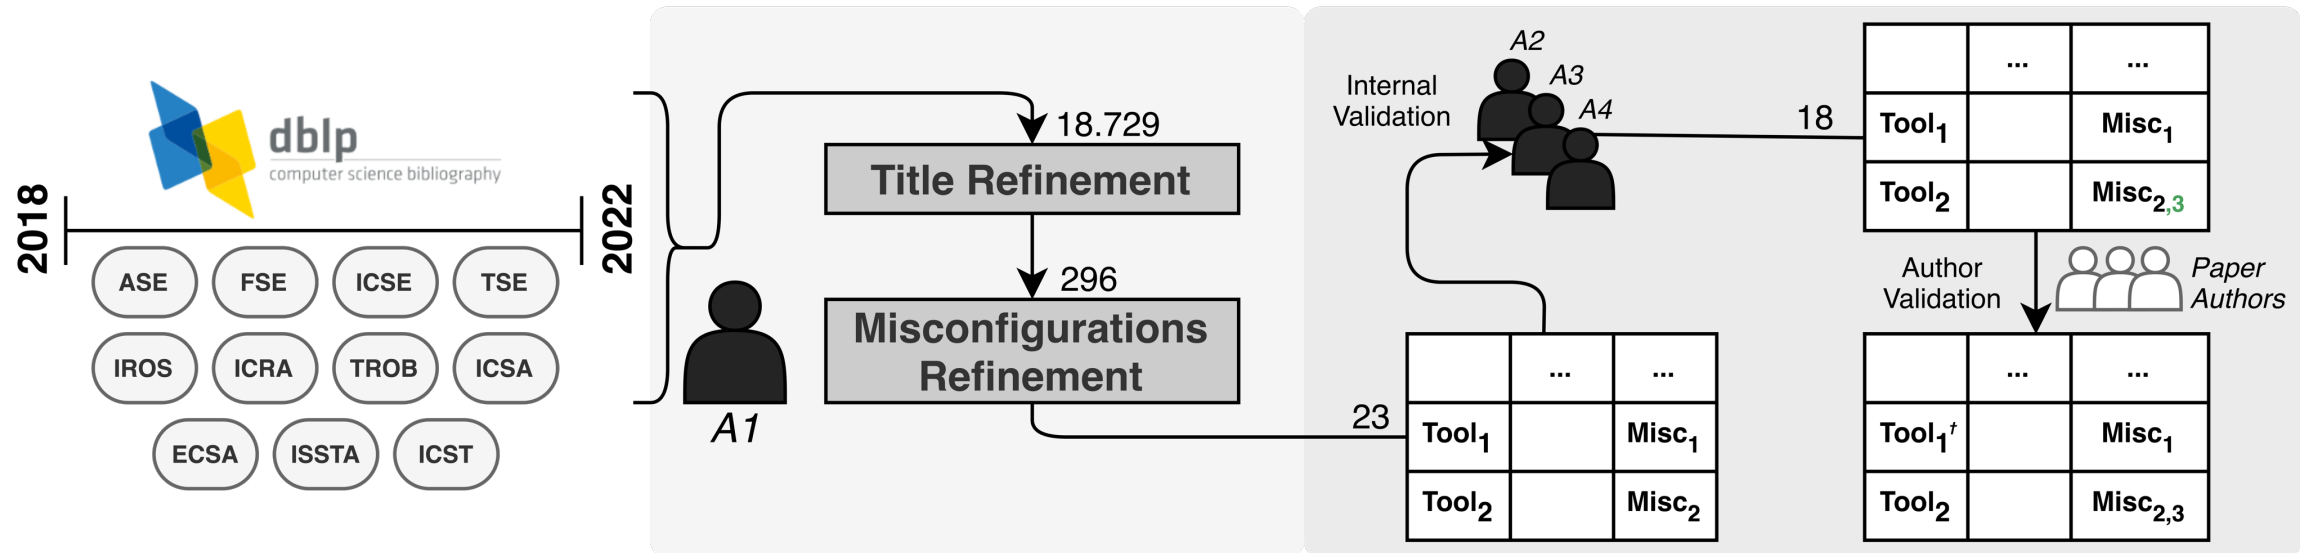 dblp
computer science bibliography
2018
2022
ASE
FSE
ICSE
TSE
IROS
ICRA
TROB
ICSA
ECSA
ISSTA
ICST
A1
18.729
Title Refinement
296
Misconfigurations
Refinement
23
... ...
Tool1 Misc1
Tool2 Misc2
Internal
Validation
A2
A3
A4
18
... ...
Tool1 Misc1
Tool2 Misc2,3
Author
Validation
Paper
Authors
... ...
Tool1† Misc1
Tool2 Misc2,3